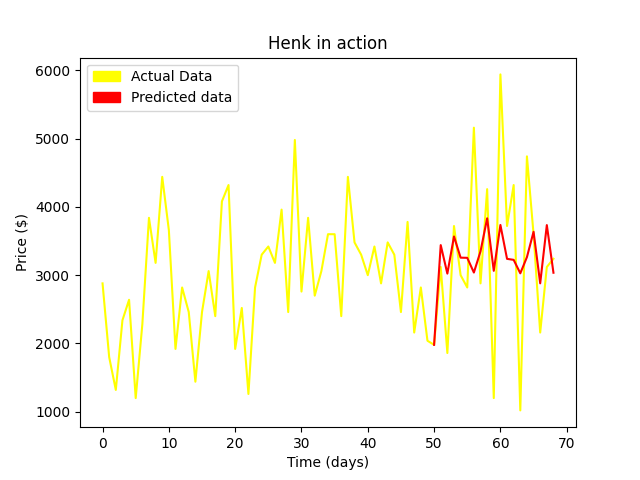 Henk in action
Actual Data
Predicted data
Price ($)
6000
5000
4000
3000
2000
1000
0 10 20 30 40 50 60 70
Time (days)